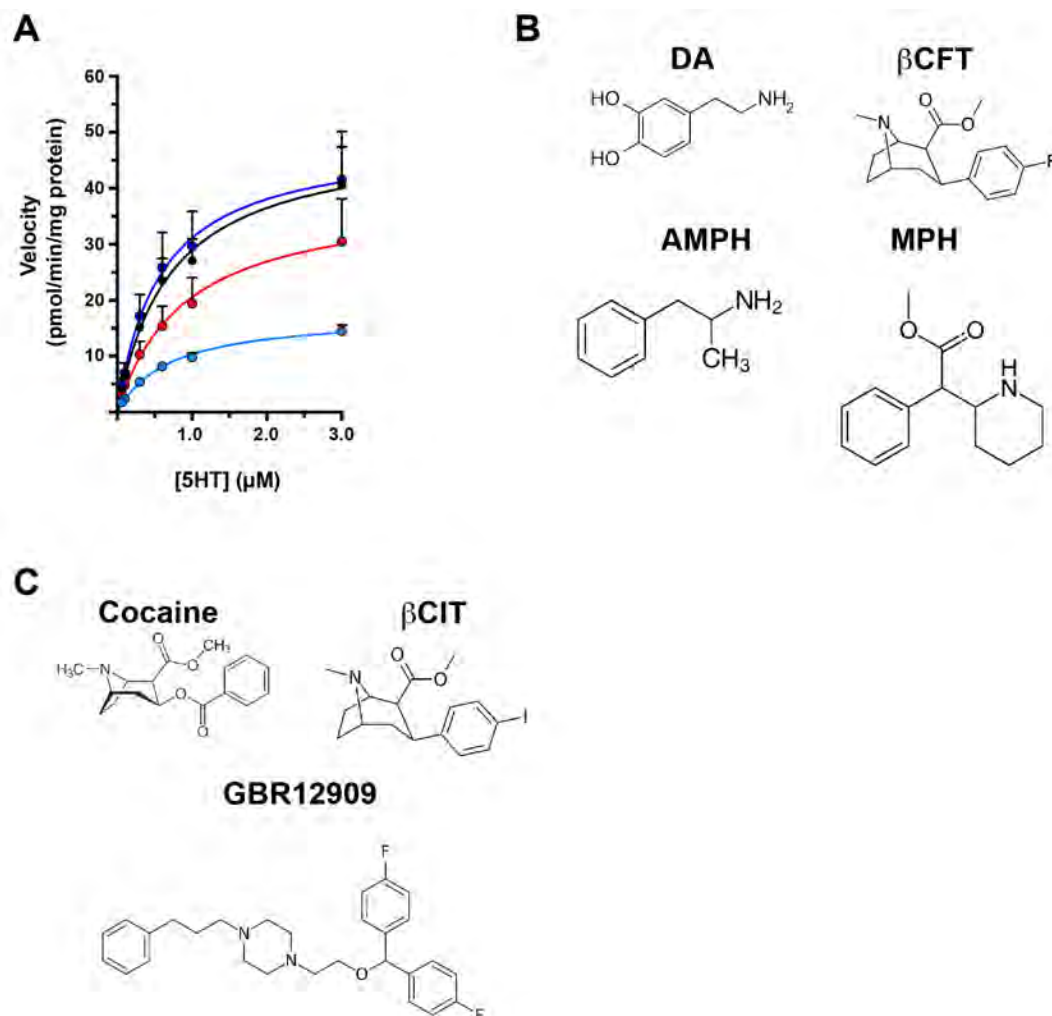 A
60
50
40
30
20
10
1.0
2.0
3.0
Velocity
(pmol/min/mg protein)
[5HT] (µM)
B
DA
HO
HO
NH2
βCFT
N
O
O
F
AMPH
NH2
CH3
MPH
O
O
HN
C
Cocaine
H3C
N
O
O
CH3
O
O
βCIT
N
O
O
I
GBR12909
F
N
N
O
F